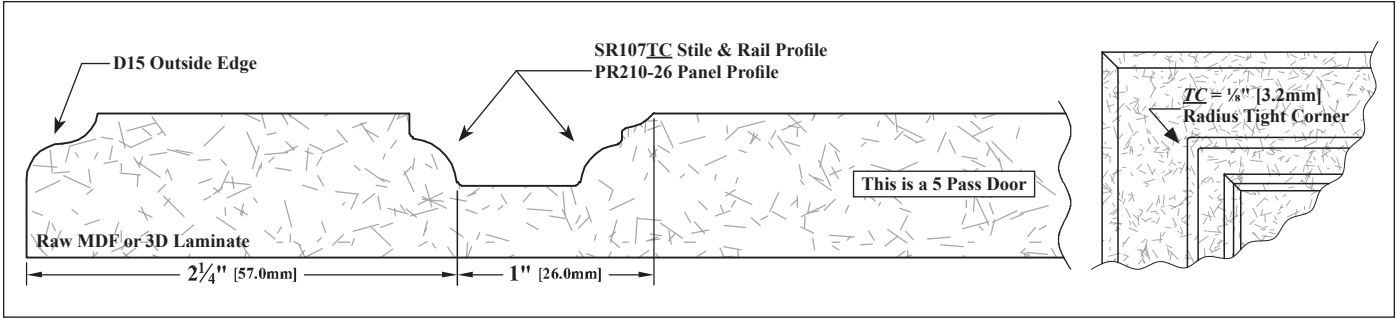 D15 Outside Edge
SR107TC Stile & Rail Profile
PR210-26 Panel Profile
TC = ⅛" [3.2mm]
Radius Tight Corner
This is a 5 Pass Door
Raw MDF or 3D Laminate
2¼" [57.0mm]
1" [26.0mm]